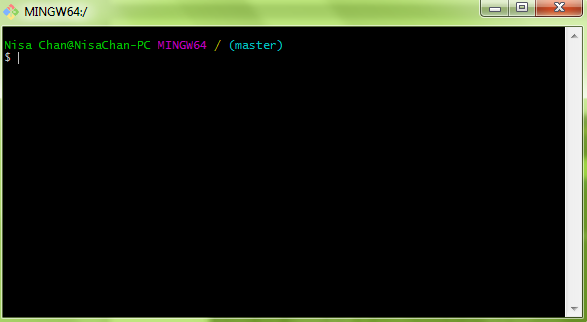 MINGW64:/
Nisa Chan@NisaChan-PC MINGW64 / (master)
$